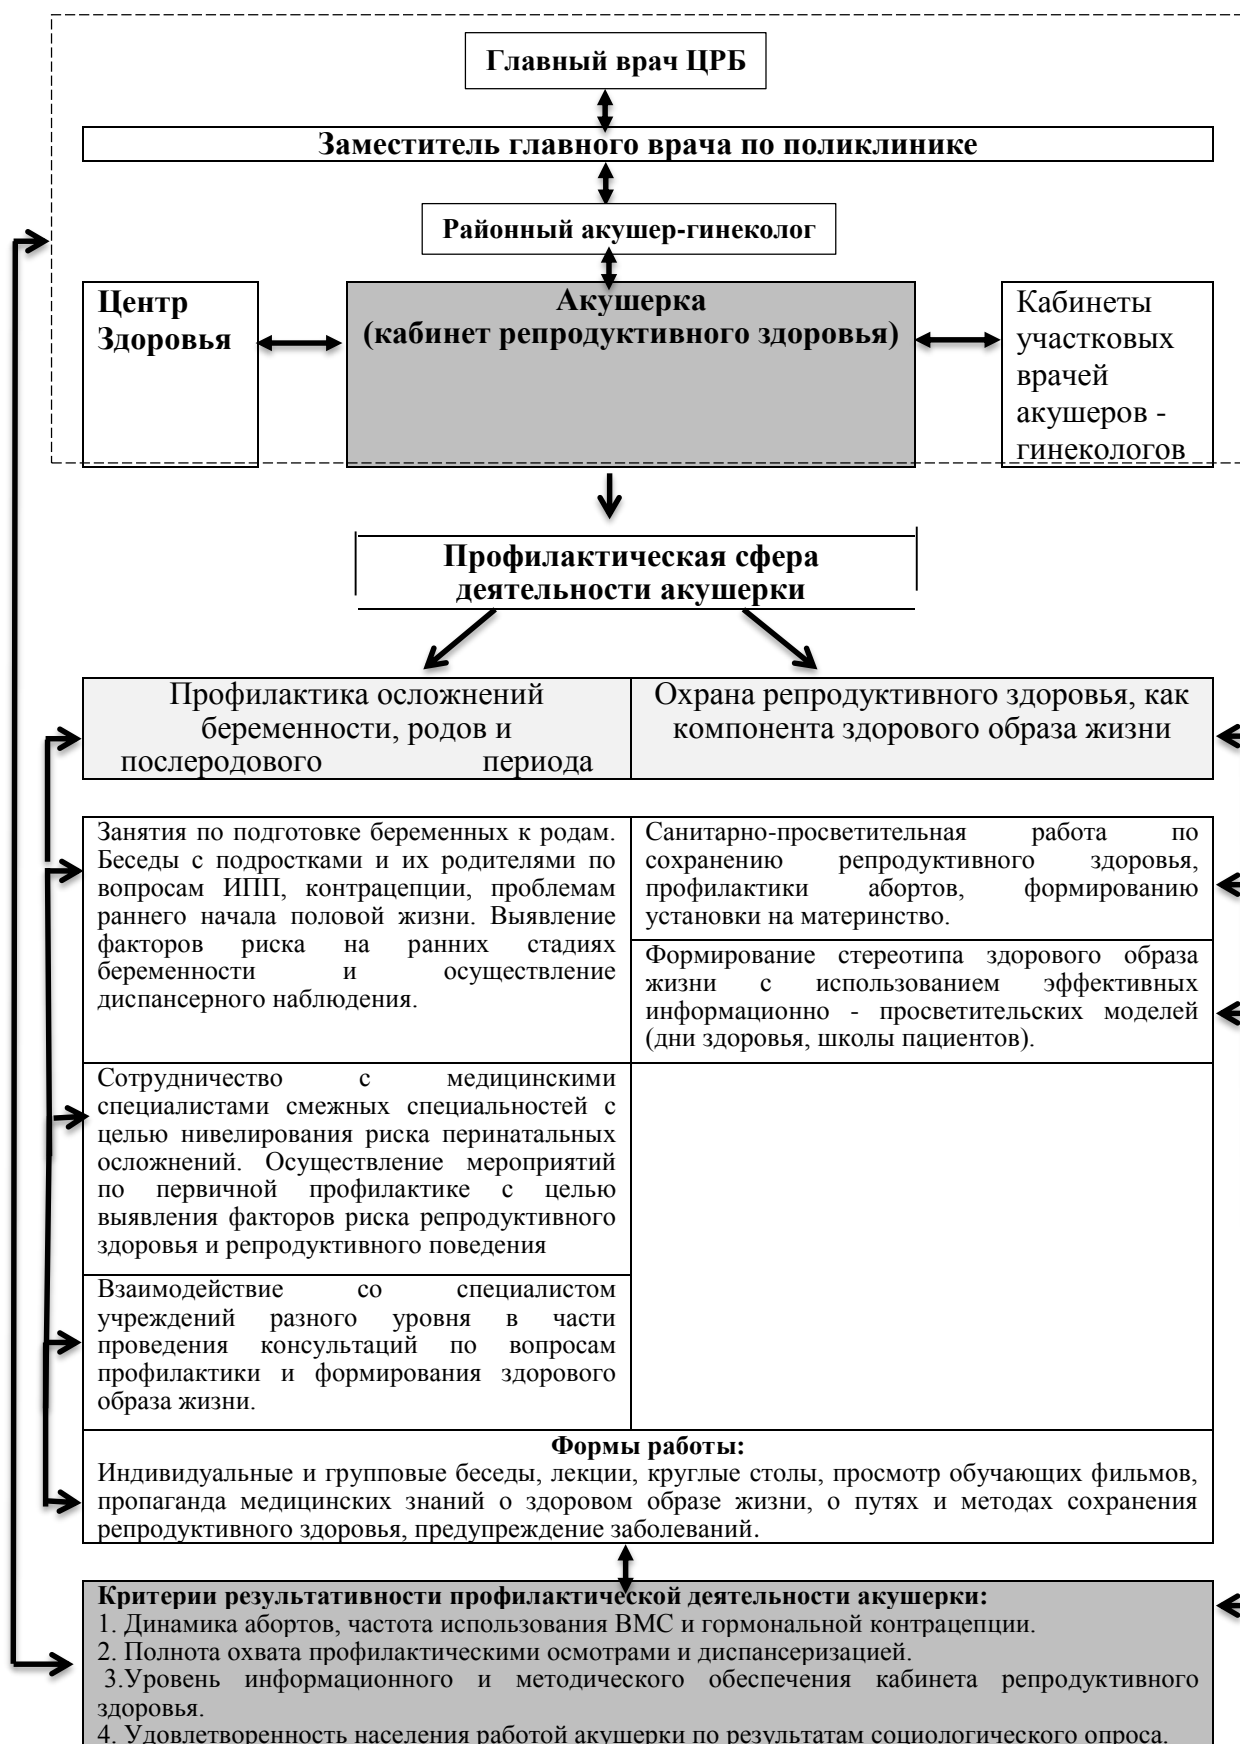 Главный врач ЦРБ
Заместитель главного врача по поликлинике
Районный акушер-гинеколог
Центр
Здоровья
Акушерка
(кабинет репродуктивного здоровья)
Кабинеты
участковых
врачей
акушеров -
гинекологов
Профилактическая сфера
деятельности акушерки
Профилактика осложнений
беременности, родов и
послеродового периода
Охрана репродуктивного здоровья, как
компонента здорового образа жизни
Занятия по подготовке беременных к родам.
Беседы с подростками и их родителями по
вопросам ИПП, контрацепции, проблемам
раннего начала половой жизни. Выявление
факторов риска на ранних стадиях
беременности и осуществление
диспансерного наблюдения.
Санитарно-просветительная работа по
сохранению репродуктивного здоровья,
профилактики абортов, формированию
установки на материнство.
Формирование стереотипа здорового образа
жизни с использованием эффективных
информационно - просветительских моделей
(дни здоровья, школы пациентов).
Сотрудничество с медицинскими
специалистами смежных специальностей с
целью нивелирования риска перинатальных
осложнений. Осуществление мероприятий
по первичной профилактике с целью
выявления факторов риска репродуктивного
здоровья и репродуктивного поведения
Взаимодействие со специалистом
учреждений разного уровня в части
проведения консультаций по вопросам
профилактики и формирования здорового
образа жизни.
Формы работы:
Индивидуальные и групповые беседы, лекции, круглые столы, просмотр обучающих фильмов,
пропаганда медицинских знаний о здоровом образе жизни, о путях и методах сохранения
репродуктивного здоровья, предупреждение заболеваний.
Критерии результативности профилактической деятельности акушерки:
1. Динамика абортов, частота использования ВМС и гормональной контрацепции.
2. Полнота охвата профилактическими осмотрами и диспансеризацией.
3.Уровень информационного и методического обеспечения кабинета репродуктивного
здоровья.
4. Удовлетворенность населения работой акушерки по результатам социологического опроса.